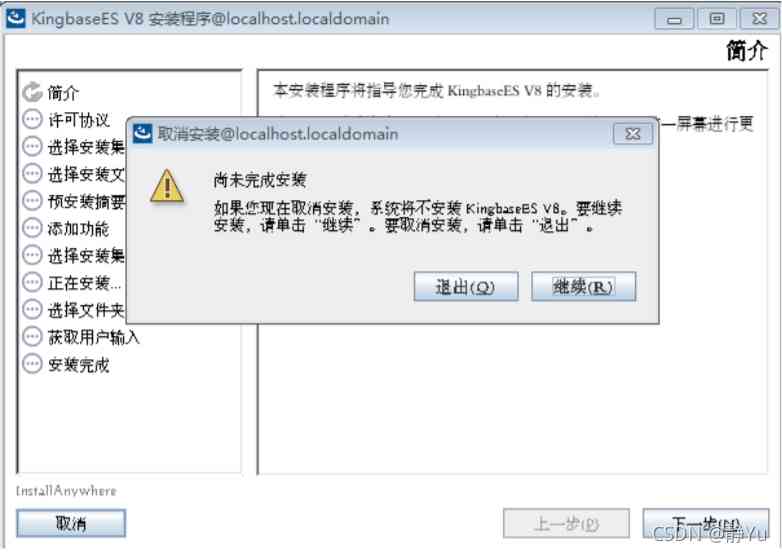 KingbaseES V8 安装程序@localhost.localdomain
简介
简介
许可协议
选择安装集
选择安装文
预安装摘要
添加功能
选择安装集
正在安装...
选择文件夹
获取用户输入
安装完成
本安装程序将指导您完成 KingbaseES V8 的安装。
一屏幕进行更
取消安装@localhost.localdomain
尚未完成安装
如果您现在取消安装，系统将不安装 KingbaseES V8。要继续
安装，请单击“继续”。要取消安装，请单击“退出”。
退出(Q)
继续(R)
InstallAnywhere
取消
上一步(P)
下一步(N)
CSDN @静Yu